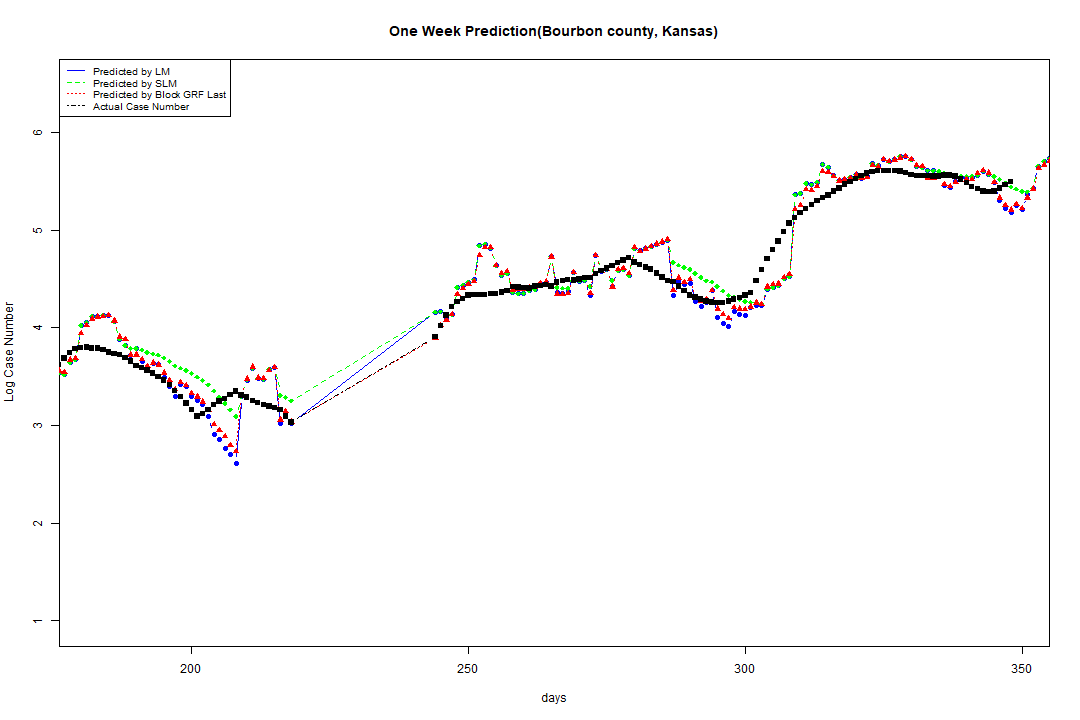 One Week Prediction(Bourbon county, Kansas)
Predicted by LM
Predicted by SLM
Predicted by Block GRF Last
Actual Case Number
6
5
4
3
2
1
Log Case Number
200
250
300
350
days